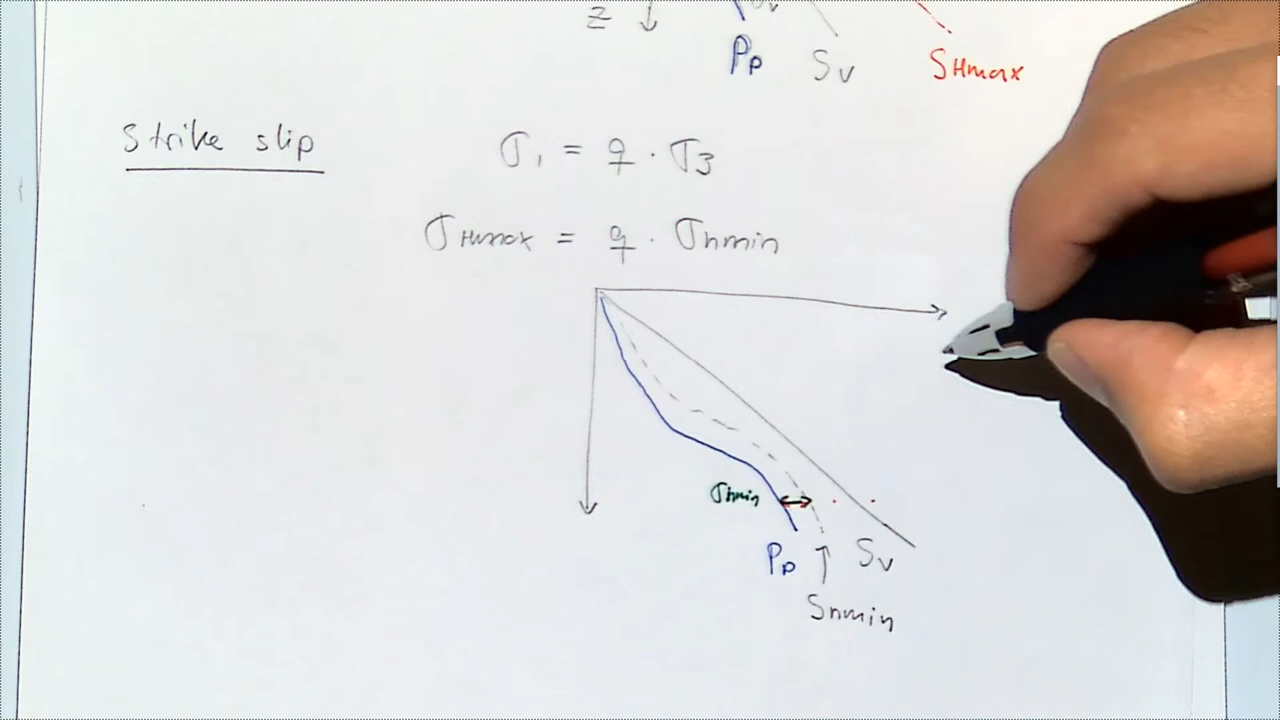 z
Pp Sv SHmax
Strike slip
σ1 = q · σ3
σHmax = q · σhmin
σhmin
Pp Sv
Shmin